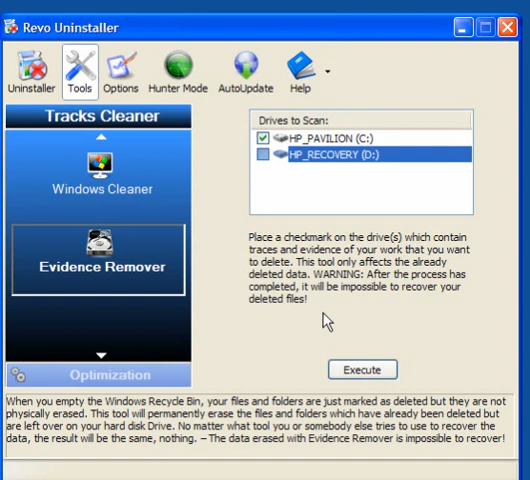 Revo Uninstaller
Uninstaller Tools Options Hunter Mode AutoUpdate Help
Tracks Cleaner
Windows Cleaner
Evidence Remover
Optimization
Drives to Scan:
HP_PAVILION (C:)
HP_RECOVERY (D:)
Place a checkmark on the drive(s) which contain
traces and evidence of your work that you want
to delete. This tool only affects the already
deleted data. WARNING: After the process has
completed, it will be impossible to recover your
deleted files!
Execute
When you empty the Windows Recycle Bin, your files and folders are just marked as deleted but they are not
physically erased. This tool will permanently erase the files and folders which have already been deleted but
are left over on your hard disk Drive. No matter what tool you or somebody else tries to use to recover the
data, the result will be the same, nothing. – The data erased with Evidence Remover is impossible to recover!